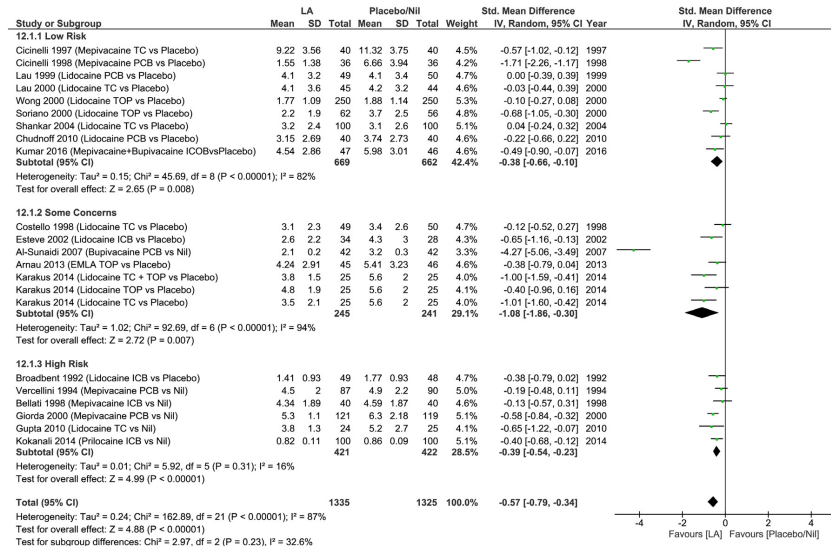 LA Placebo/Nil Std. Mean Difference Std. Mean Difference
Study or Subgroup Mean SD Total Mean SD Total Weight IV, Random, 95% CI Year IV, Random, 95% CI
12.1.1 Low Risk
Cicinelli 1997 (Mepivacaine TC vs Placebo) 9.22 3.56 40 11.32 3.75 40 4.5% -0.57 [-1.02, -0.12] 1997
Cicinelli 1998 (Mepivacaine PCB vs Placebo) 1.55 1.38 36 6.66 3.94 36 4.2% -1.71 [-2.26, -1.17] 1998
Lau 1999 (Lidocaine PCB vs Placebo) 4.1 3.2 49 4.1 3.4 50 4.7% 0.00 [-0.39, 0.39] 1999
Lau 2000 (Lidocaine TC vs Placebo) 4.1 3.6 45 4.2 3.2 44 4.6% -0.03 [-0.44, 0.39] 2000
Wong 2000 (Lidocaine TOP vs Placebo) 1.77 1.09 250 1.88 1.14 250 5.2% -0.10 [-0.27, 0.08] 2000
Soriano 2000 (Lidocaine TOP vs Placebo) 2.2 1.9 62 3.7 2.5 56 4.7% -0.68 [-1.05, -0.30] 2000
Shankar 2004 (Lidocaine TC vs Placebo) 3.2 2.4 100 3.1 2.6 100 5.0% 0.04 [-0.24, 0.32] 2004
Chudnoff 2010 (Lidocaine PCB vs Placebo) 3.15 2.69 40 3.74 2.73 40 4.6% -0.22 [-0.66, 0.22] 2010
Kumar 2016 (Mepivacaine+Bupivacaine ICOBvsPlacebo) 4.54 2.86 47 5.98 3.01 46 4.6% -0.49 [-0.90, -0.07] 2016
Subtotal (95% CI) 669 662 42.4% -0.38 [-0.66, -0.10]
Heterogeneity: Tau² = 0.15; Chi² = 45.69, df = 8 (P < 0.00001); I² = 82%
Test for overall effect: Z = 2.65 (P = 0.008)
12.1.2 Some Concerns
Costello 1998 (Lidocaine TC vs Placebo) 3.1 2.3 49 3.4 2.6 50 4.7% -0.12 [-0.52, 0.27] 1998
Esteve 2002 (Lidocaine ICB vs Placebo) 2.6 2.2 34 4.3 3 28 4.3% -0.65 [-1.16, -0.13] 2002
Al-Sunaidi 2007 (Bupivacaine PCB vs Nil) 2.1 0.2 42 3.2 0.3 42 3.2% -4.27 [-5.06, -3.49] 2007
Arnau 2013 (EMLA TOP vs Placebo) 4.24 2.91 45 5.41 3.23 46 4.6% -0.38 [-0.79, 0.04] 2013
Karakus 2014 (Lidocaine TC + TOP vs Placebo) 3.8 1.5 25 5.6 2 25 4.1% -1.00 [-1.59, -0.41] 2014
Karakus 2014 (Lidocaine TOP vs Placebo) 4.8 1.9 25 5.6 2 25 4.2% -0.40 [-0.96, 0.16] 2014
Karakus 2014 (Lidocaine TC vs Placebo) 3.5 2.1 25 5.6 2 25 4.1% -1.01 [-1.60, -0.42] 2014
Subtotal (95% CI) 245 241 29.1% -1.08 [-1.86, -0.30]
Heterogeneity: Tau² = 1.02; Chi² = 92.69, df = 6 (P < 0.00001); I² = 94%
Test for overall effect: Z = 2.72 (P = 0.007)
12.1.3 High Risk
Broadbent 1992 (Lidocaine ICB vs Placebo) 1.41 0.93 49 1.77 0.93 48 4.7% -0.38 [-0.79, 0.02] 1992
Vercellini 1994 (Mepivacaine PCB vs Nil) 4.5 2 87 4.9 2.2 90 5.0% -0.19 [-0.48, 0.11] 1994
Bellati 1998 (Mepivacaine ICB vs Nil) 4.34 1.89 40 4.59 1.87 40 4.6% -0.13 [-0.57, 0.31] 1998
Giorda 2000 (Mepivacaine PCB vs Nil) 5.3 1.1 121 6.3 2.18 119 5.0% -0.58 [-0.84, -0.32] 2000
Gupta 2010 (Lidocaine TC vs Nil) 3.8 1.3 24 5.2 2.7 25 4.2% -0.65 [-1.22, -0.07] 2010
Kokanali 2014 (Prilocaine ICB vs Nil) 0.82 0.11 100 0.86 0.09 100 5.0% -0.40 [-0.68, -0.12] 2014
Subtotal (95% CI) 421 422 28.5% -0.39 [-0.54, -0.23]
Heterogeneity: Tau² = 0.01; Chi² = 5.92, df = 5 (P = 0.31); I² = 16%
Test for overall effect: Z = 4.99 (P < 0.00001)
Total (95% CI) 1335 1325 100.0% -0.57 [-0.79, -0.34]
Heterogeneity: Tau² = 0.24; Chi² = 162.89, df = 21 (P < 0.00001); I² = 87%
Test for overall effect: Z = 4.88 (P < 0.00001)
Test for subgroup differences: Chi² = 2.97, df = 2 (P = 0.23), I² = 32.6%
-4 -2 0 2 4
Favours [LA] Favours [Placebo/Nil]